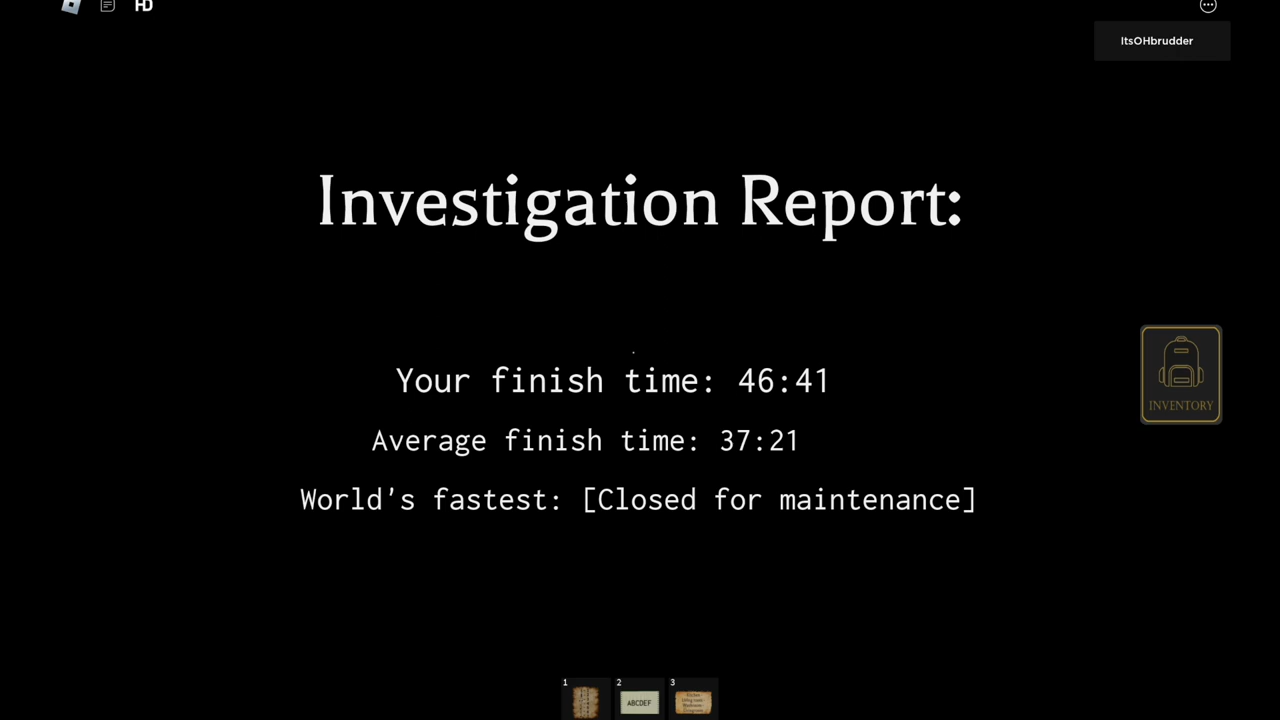 HD
ItsOHbrudder
Investigation Report:
Your finish time: 46:41
Average finish time: 37:21
World's fastest: [Closed for maintenance]
INVENTORY
1
2
3
ABCDEF